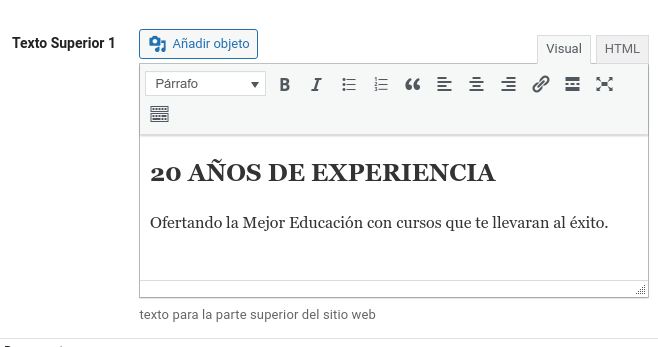 Texto Superior 1
Añadir objeto
Visual
HTML
Párrafo
20 AÑOS DE EXPERIENCIA
Ofertando la Mejor Educación con cursos que te llevaran al éxito.
texto para la parte superior del sitio web